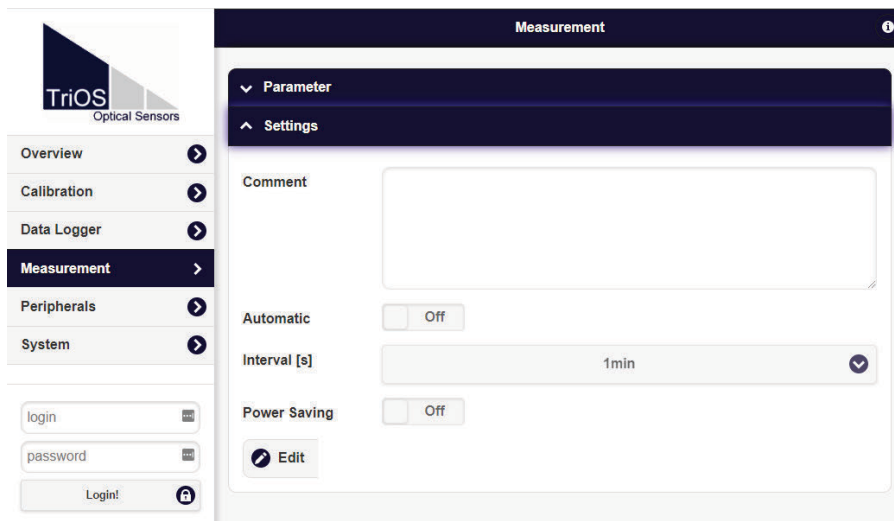 TriOS
Optical Sensors
Overview
Calibration
Data Logger
Measurement
Peripherals
System
login
password
Login!
Measurement
Parameter
Settings
Comment
Automatic Off
Interval [s] 1min
Power Saving Off
Edit